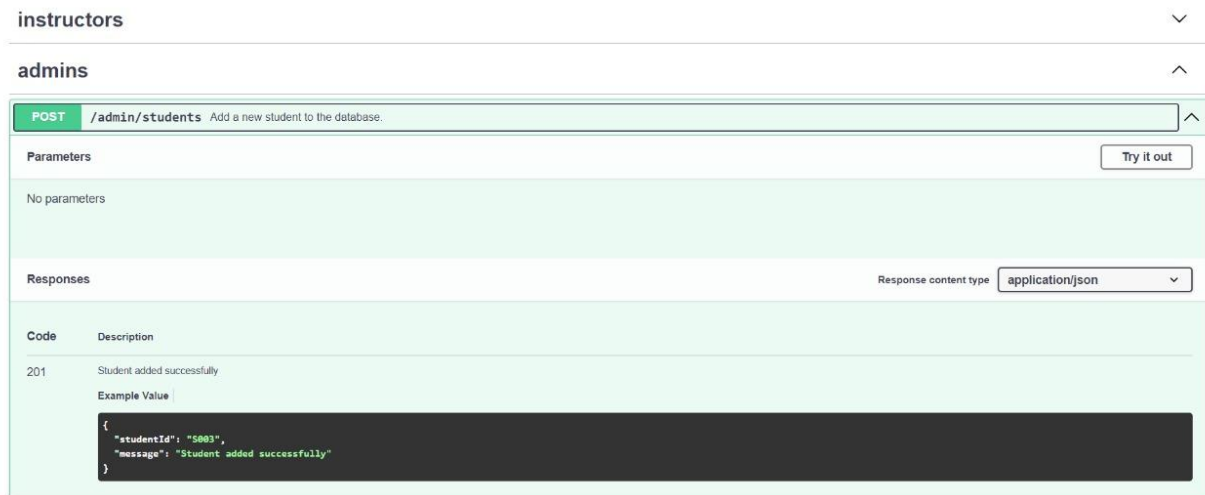 instructors
admins
POST /admin/students Add a new student to the database.
Parameters
Try it out
No parameters
Responses
Response content type application/json
Code Description
201 Student added successfully
Example Value
{
"studentId": "S003",
"message": "Student added successfully"
}